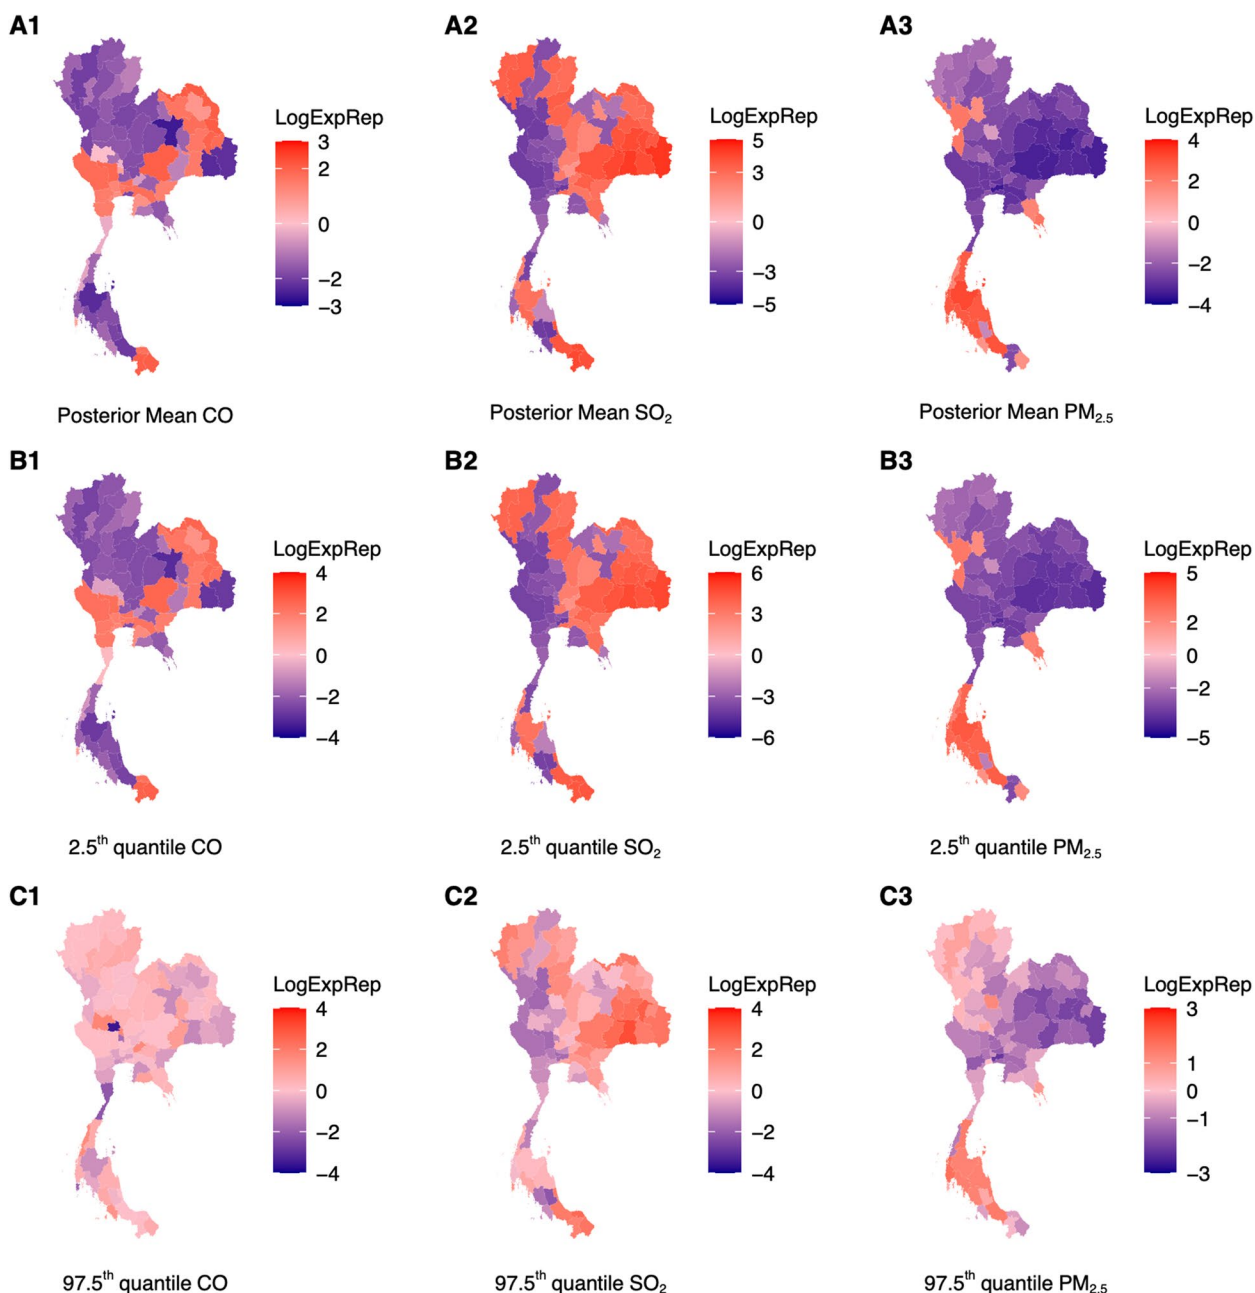 A1
LogExpRep
3
2
0
−2
−3
Posterior Mean CO
A2
LogExpRep
5
3
0
−3
−5
Posterior Mean SO₂
A3
LogExpRep
4
2
0
−2
−4
Posterior Mean PM₂.₅
B1
LogExpRep
4
2
0
−2
−4
2.5ᵗʰ quantile CO
B2
LogExpRep
6
3
0
−3
−6
2.5ᵗʰ quantile SO₂
B3
LogExpRep
5
2
0
−2
−5
2.5ᵗʰ quantile PM₂.₅
C1
LogExpRep
4
2
0
−2
−4
97.5ᵗʰ quantile CO
C2
LogExpRep
4
2
0
−2
−4
97.5ᵗʰ quantile SO₂
C3
LogExpRep
3
1
0
−1
−3
97.5ᵗʰ quantile PM₂.₅